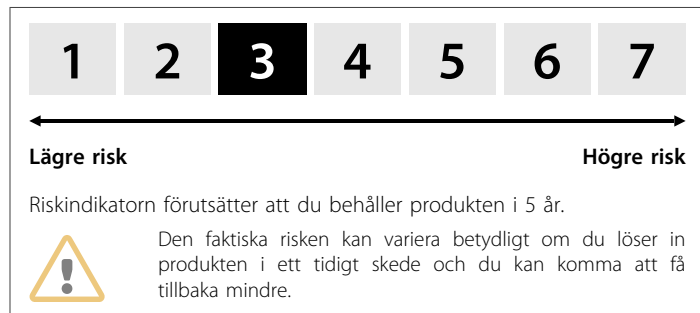 1 2 3 4 5 6 7
Lägre risk Högre risk
Riskindikatorn förutsätter att du behåller produkten i 5 år.
Den faktiska risken kan variera betydligt om du löser in
produkten i ett tidigt skede och du kan komma att få
tillbaka mindre.